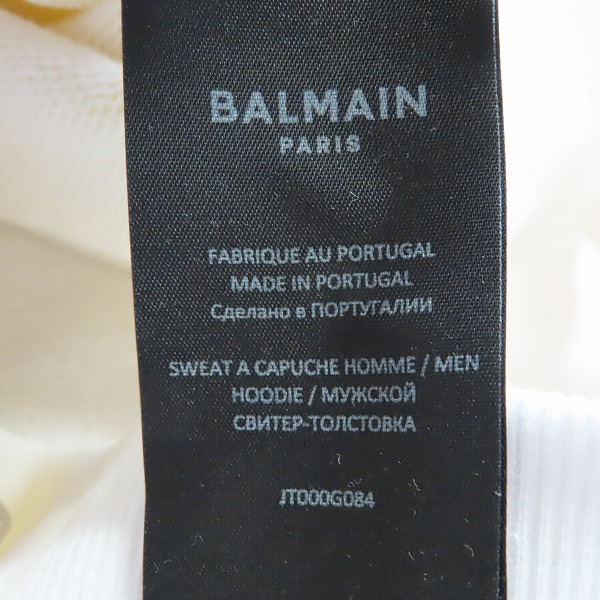 BALMAIN
PARIS
FABRIQUE AU PORTUGAL
MADE IN PORTUGAL
Сделано в ПОРТУГАЛИИ
SWEAT A CAPUCHE HOMME / MEN
HOODIE / МУЖСКОЙ
СВИТЕР-ТОЛСТОВКА
JT000G084